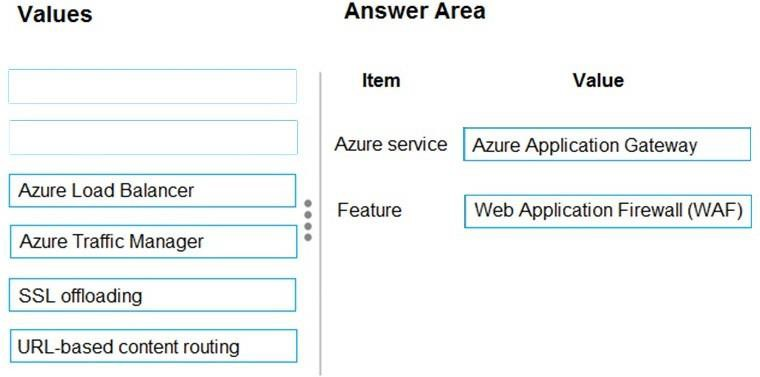 Values
Answer Area
Item
Value
Azure service
Azure Application Gateway
Feature
Web Application Firewall (WAF)
Azure Load Balancer
Azure Traffic Manager
SSL offloading
URL-based content routing